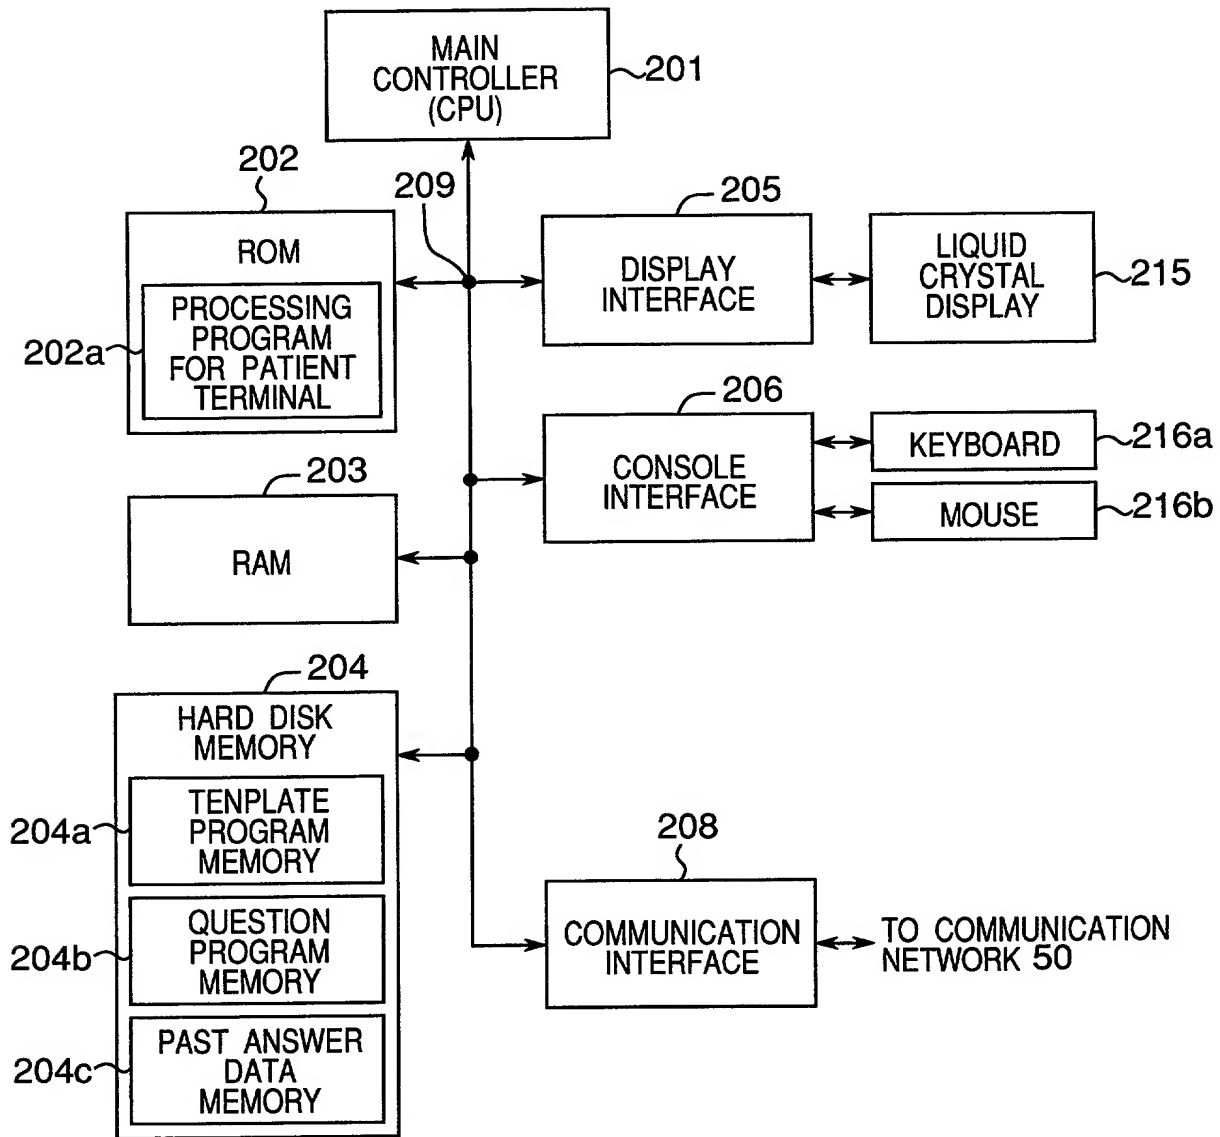 MAIN
CONTROLLER
(CPU)
201
202
209
205
ROM
PROCESSING
PROGRAM
FOR PATIENT
TERMINAL
202a
DISPLAY
INTERFACE
LIQUID
CRYSTAL
DISPLAY
215
206
203
CONSOLE
INTERFACE
KEYBOARD
216a
MOUSE
216b
RAM
204
HARD DISK
MEMORY
TENPLATE
PROGRAM
MEMORY
204a
QUESTION
PROGRAM
MEMORY
204b
PAST ANSWER
DATA
MEMORY
204c
208
COMMUNICATION
INTERFACE
TO COMMUNICATION
NETWORK 50